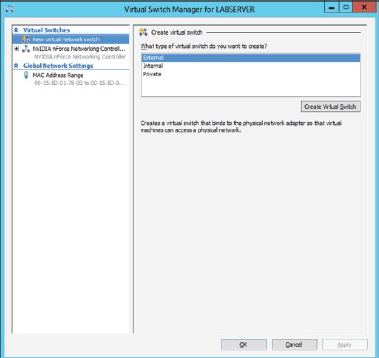 Virtual Switch Manager for LABSERVER
Virtual Switches
New virtual network switch
NVIDIA nForce Networking Controll...
NVIDIA nForce Networking Controller
Global Network Settings
MAC Address Range
00-15-5D-01-78-00 to 00-15-5D-0...
Create virtual switch
What type of virtual switch do you want to create?
External
Internal
Private
Create Virtual Switch
Creates a virtual switch that binds to the physical network adapter so that virtual
machines can access a physical network.
OK
Cancel
Apply